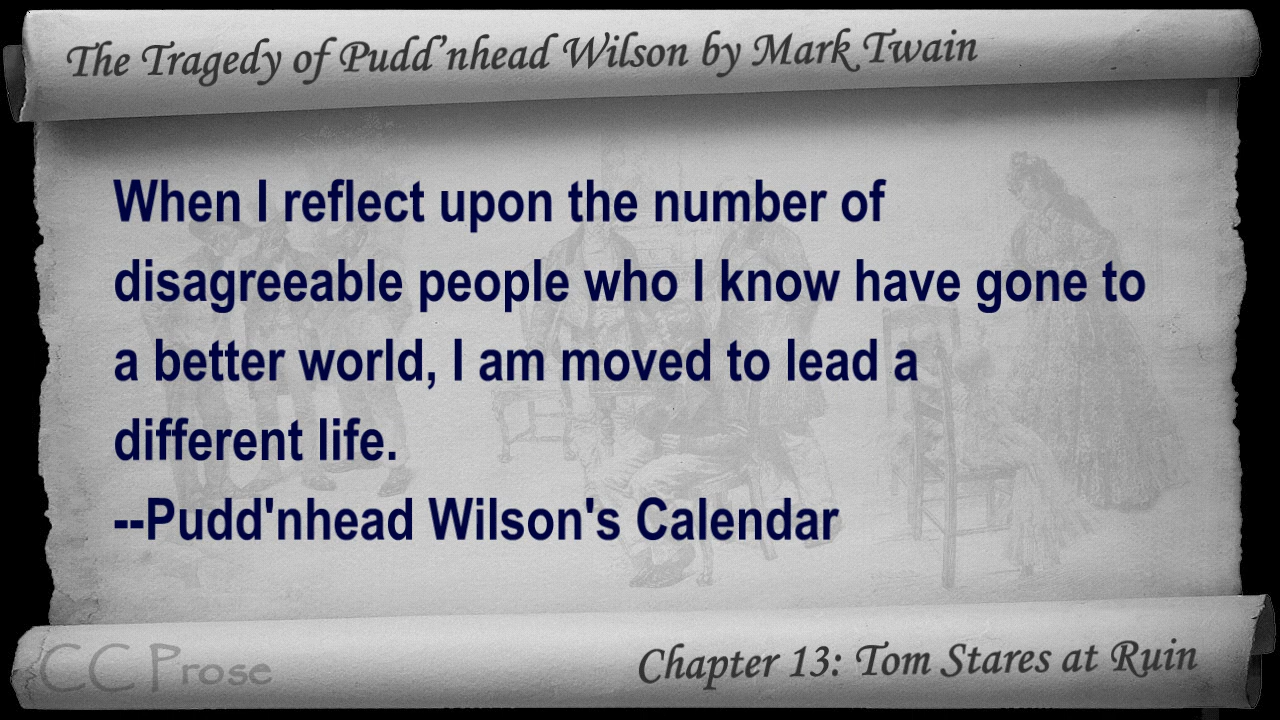 The Tragedy of Pudd'nhead Wilson by Mark Twain
When I reflect upon the number of
disagreeable people who I know have gone to
a better world, I am moved to lead a
different life.
--Pudd'nhead Wilson's Calendar
CC Prose
Chapter 13: Tom Stares at Ruin